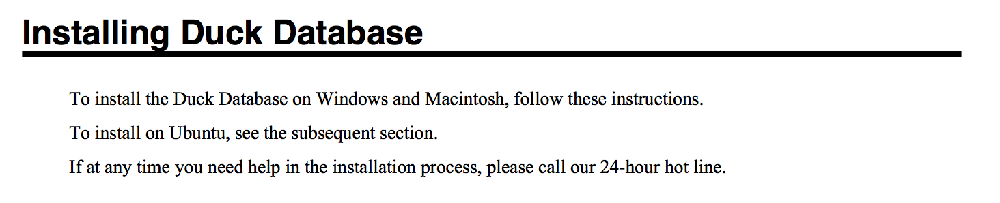 Installing Duck Database
To install the Duck Database on Windows and Macintosh, follow these instructions.
To install on Ubuntu, see the subsequent section.
If at any time you need help in the installation process, please call our 24-hour hot line.